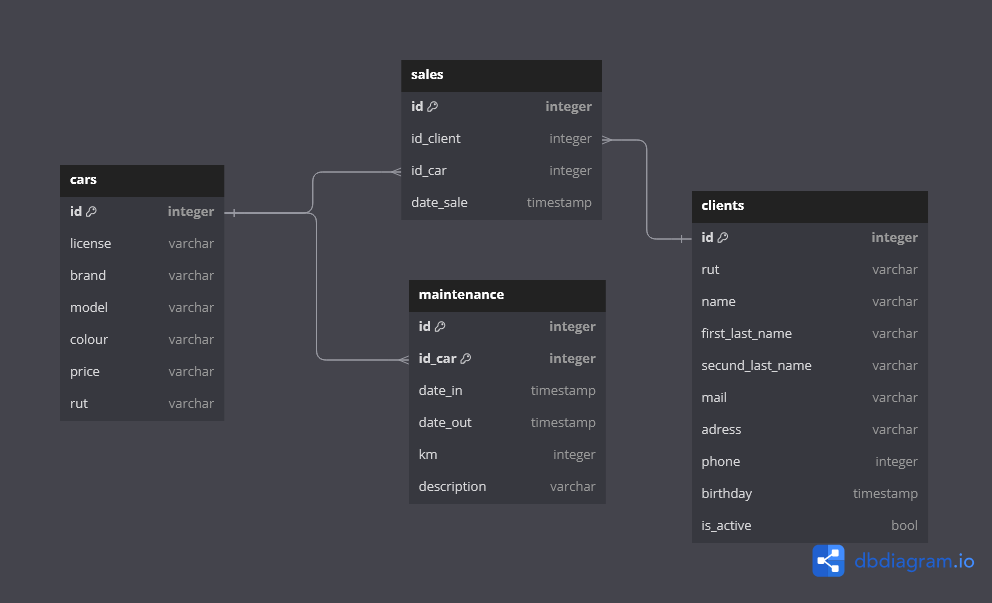 sales
id integer
id_client integer
id_car integer
date_sale timestamp
cars
id integer
license varchar
brand varchar
model varchar
colour varchar
price varchar
rut varchar
maintenance
id integer
id_car integer
date_in timestamp
date_out timestamp
km integer
description varchar
clients
id integer
rut varchar
name varchar
first_last_name varchar
secund_last_name varchar
mail varchar
adress varchar
phone integer
birthday timestamp
is_active bool
dbdiagram.io